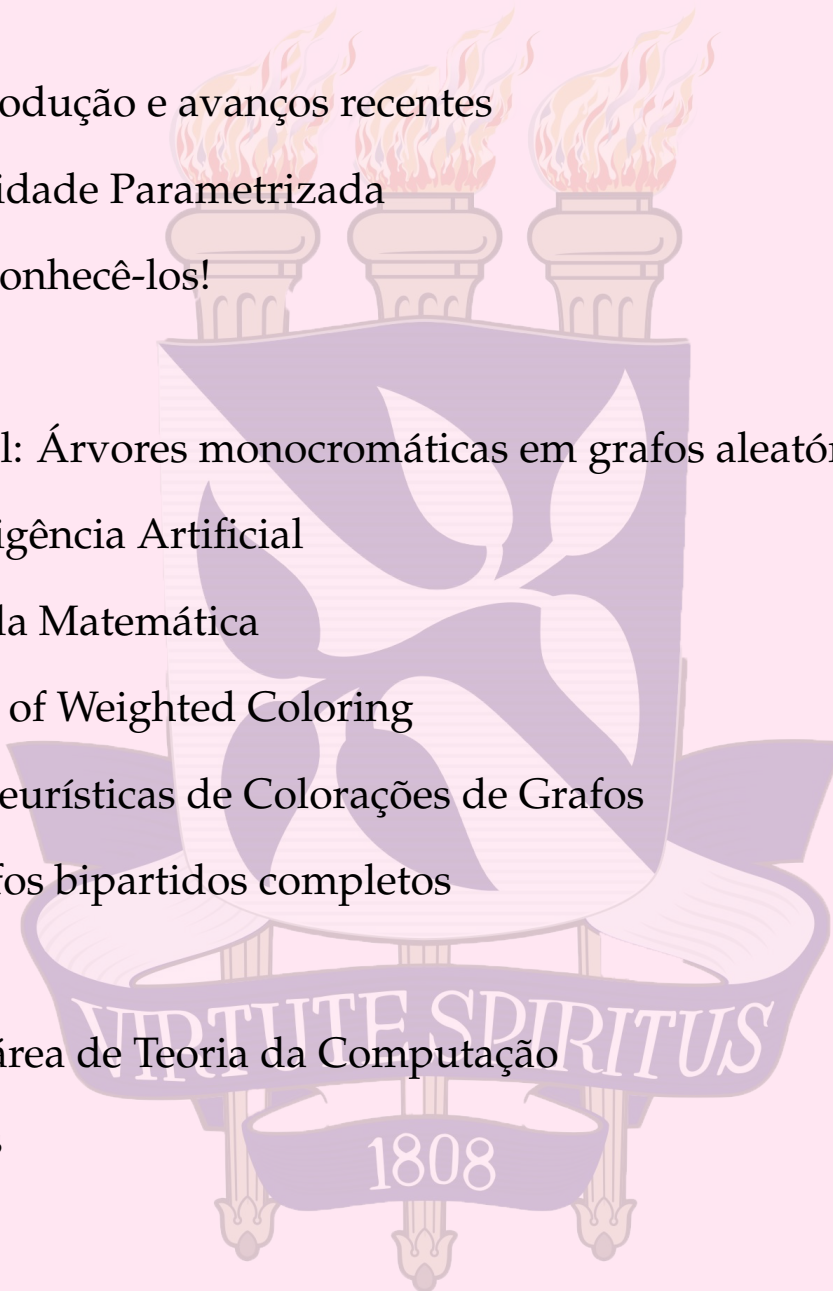 odução e avanços recentes
idade Parametrizada
onhecê-los!
l: Árvores monocromáticas em grafos aleatór
igência Artificial
la Matemática
of Weighted Coloring
eurísticas de Colorações de Grafos
fos bipartidos completos
VIRTUTE SPIRITUS
área de Teoria da Computação
1808